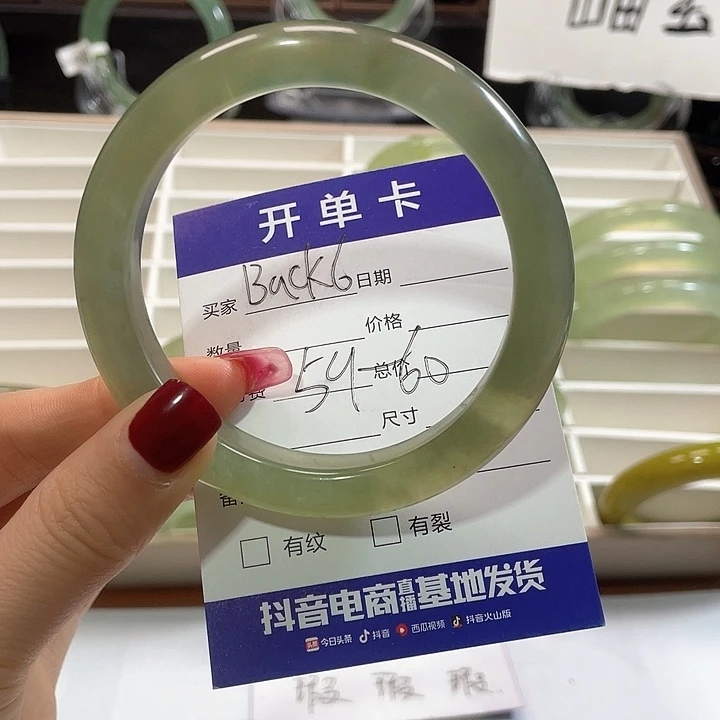 开单卡
买家 Back6 日期
数量 价格
费 54-60 总价
尺寸
有纹 有裂
抖音电商直播基地发货
今日头条 抖音 西瓜视频 抖音火山版